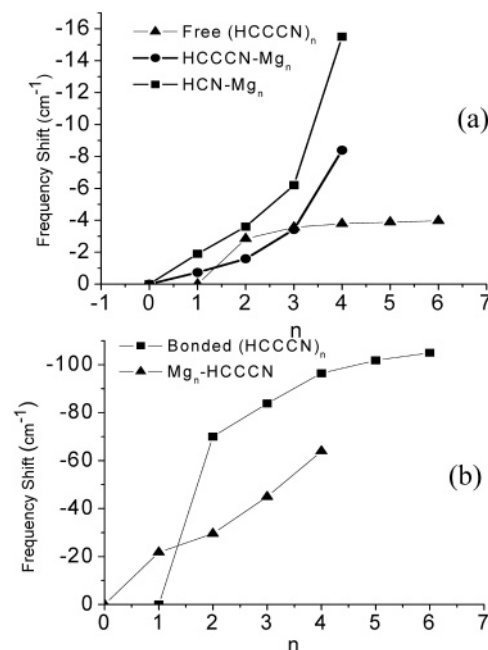 -16
-14
-12
-10
-8
-6
-4
-2
0
Frequency Shift (cm⁻¹)
Free (HCCCN)ₙ
HCCCN-Mgₙ
HCN-Mgₙ
(a)
-1 0 1 2 3 4 5 6 7
n
-100
-80
-60
-40
-20
0
Frequency Shift (cm⁻¹)
Bonded (HCCCN)ₙ
Mgₙ-HCCCN
(b)
0 1 2 3 4 5 6 7
n